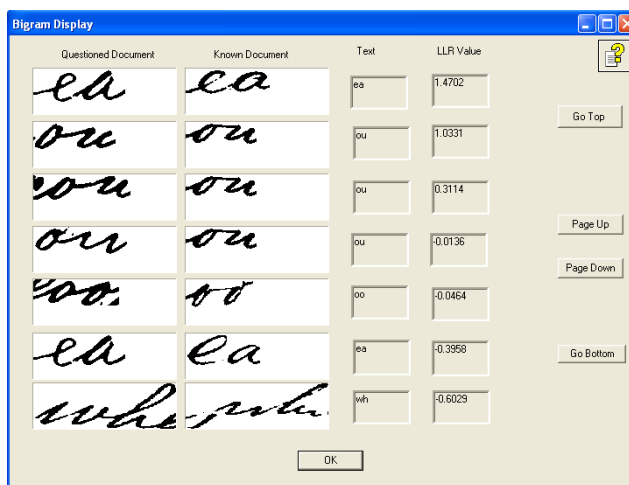 Bigram Display
Questioned Document Known Document Text LLR Value
ea ea ea 1.4702
Go Top
ou ou ou 1.0331
ou ou ou 0.3114
Page Up
ou ou ou -0.0136
Page Down
oo oo oo -0.0464
ea ea ea -0.3958
Go Bottom
whe whe wh -0.6029
OK